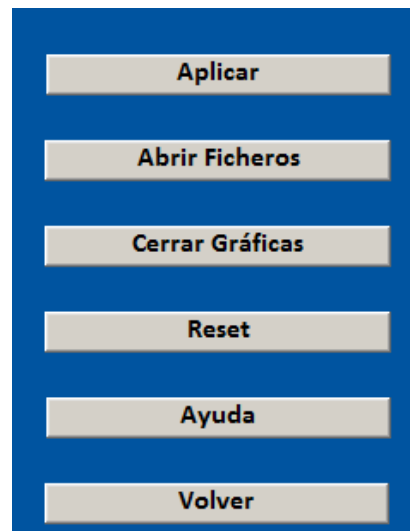 Aplicar
Abrir Ficheros
Cerrar Gráficas
Reset
Ayuda
Volver